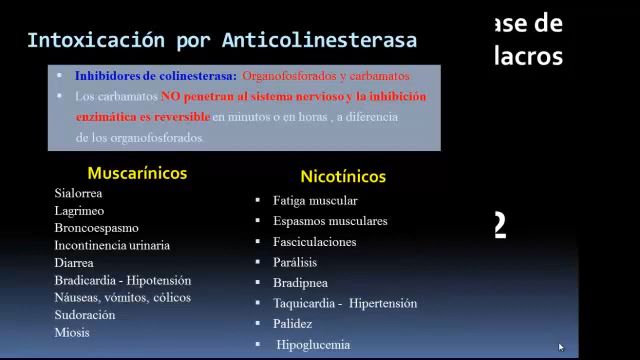 Intoxicación por Anticolinesterasa
Inhibidores de colinesterasa: Organofosforados y carbamatos
Los carbamatos NO penetran al sistema nervioso y la inhibición
enzimática es reversible en minutos o en horas , a diferencia
de los organofosforados
Muscarínicos
Sialorrea
Lagrimeo
Broncoespasmo
Incontinencia urinaria
Diarrea
Bradicardia - Hipotensión
Náuseas, vómitos, cólicos
Sudoración
Miosis
Nicotínicos
Fatiga muscular
Espasmos musculares
Fasciculaciones
Parálisis
Bradipnea
Taquicardia - Hipertensión
Palidez
Hipoglucemia
ase de
lacros
2